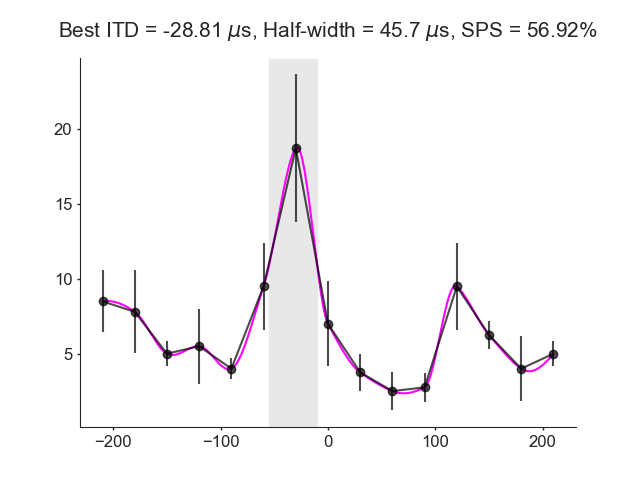 Best ITD = -28.81 μs, Half-width = 45.7 μs, SPS = 56.92%
20
15
10
5
−200 −100 0 100 200